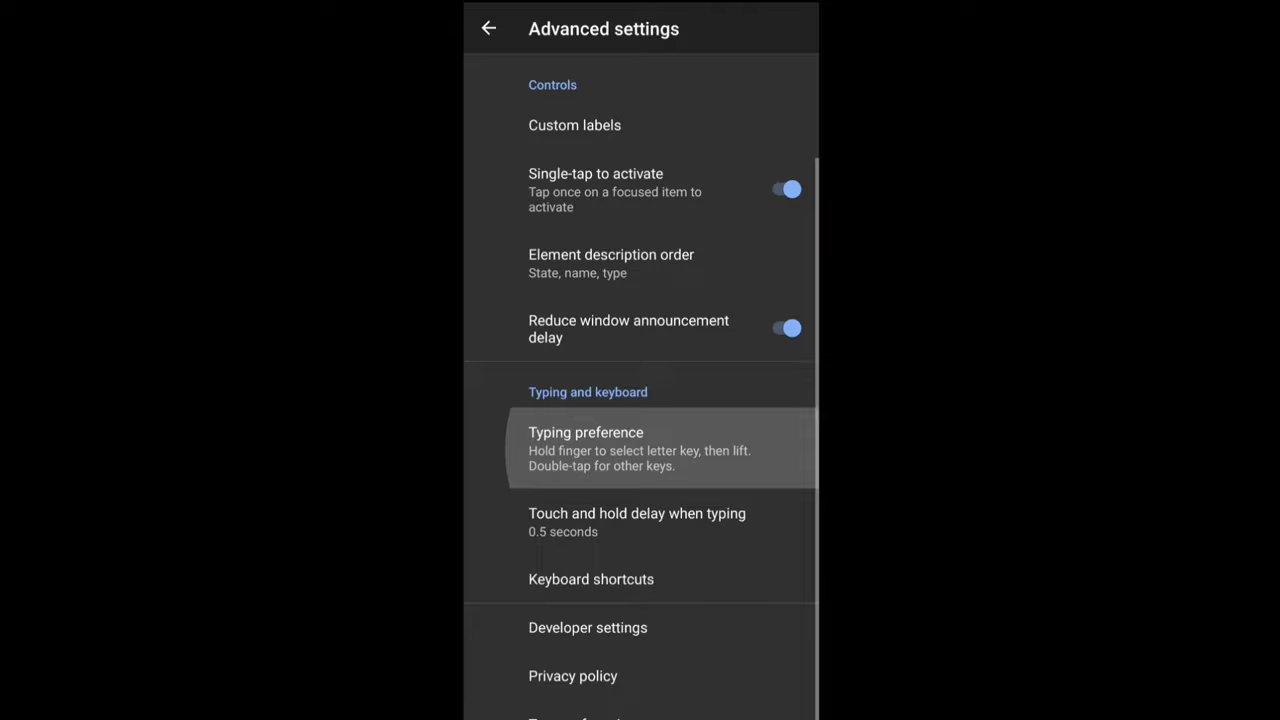 Advanced settings
Controls
Custom labels
Single-tap to activate
Tap once on a focused item to
activate
Element description order
State, name, type
Reduce window announcement
delay
Typing and keyboard
Typing preference
Hold finger to select letter key, then lift.
Double-tap for other keys.
Touch and hold delay when typing
0.5 seconds
Keyboard shortcuts
Developer settings
Privacy policy